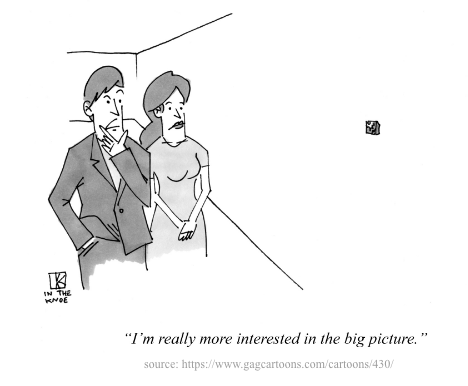 IN THE
KNOE
“I’m really more interested in the big picture.”
source: https://www.gagcartoons.com/cartoons/430/